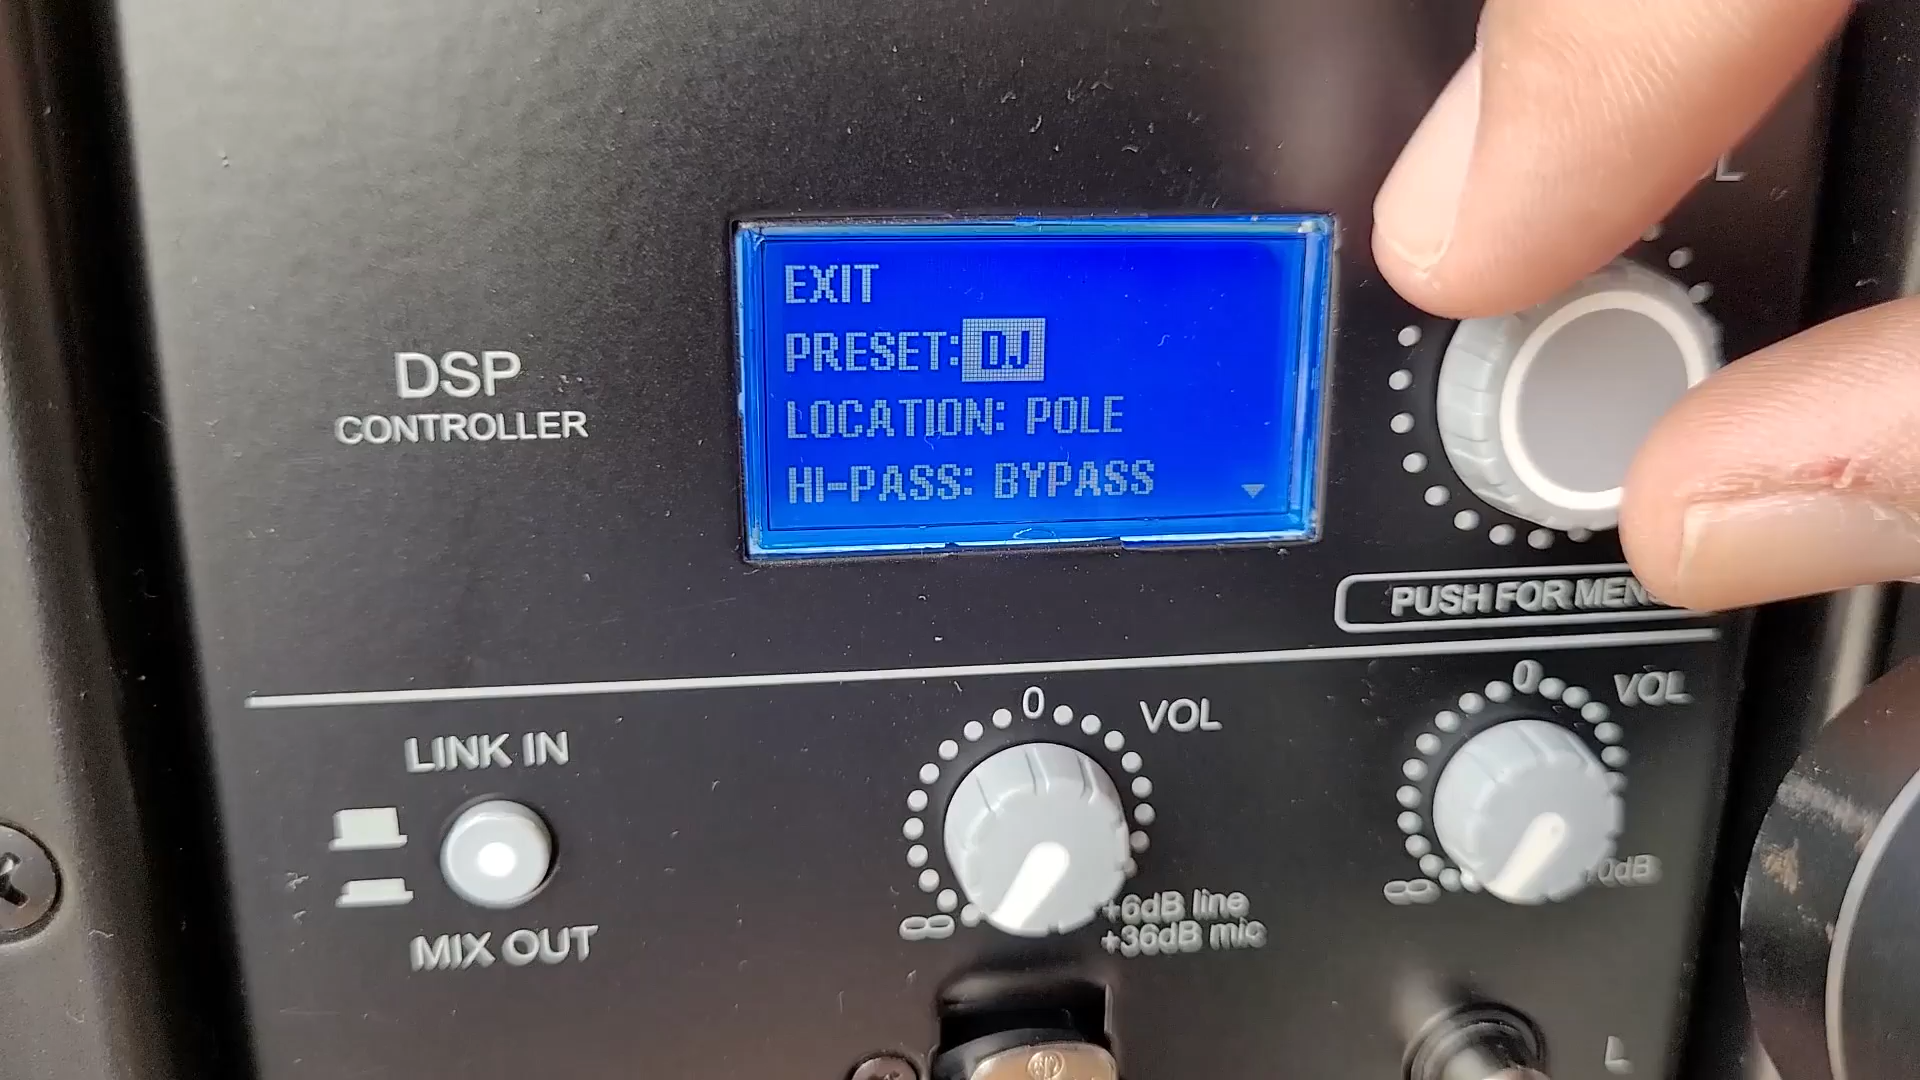 EXIT
PRESET: DJ
LOCATION: POLE
HI-PASS: BYPASS
DSP
CONTROLLER
PUSH FOR MEN
LINK IN
MIX OUT
0
VOL
+6dB line
+36dB mic
∞
0
VOL
∞
0dB
L